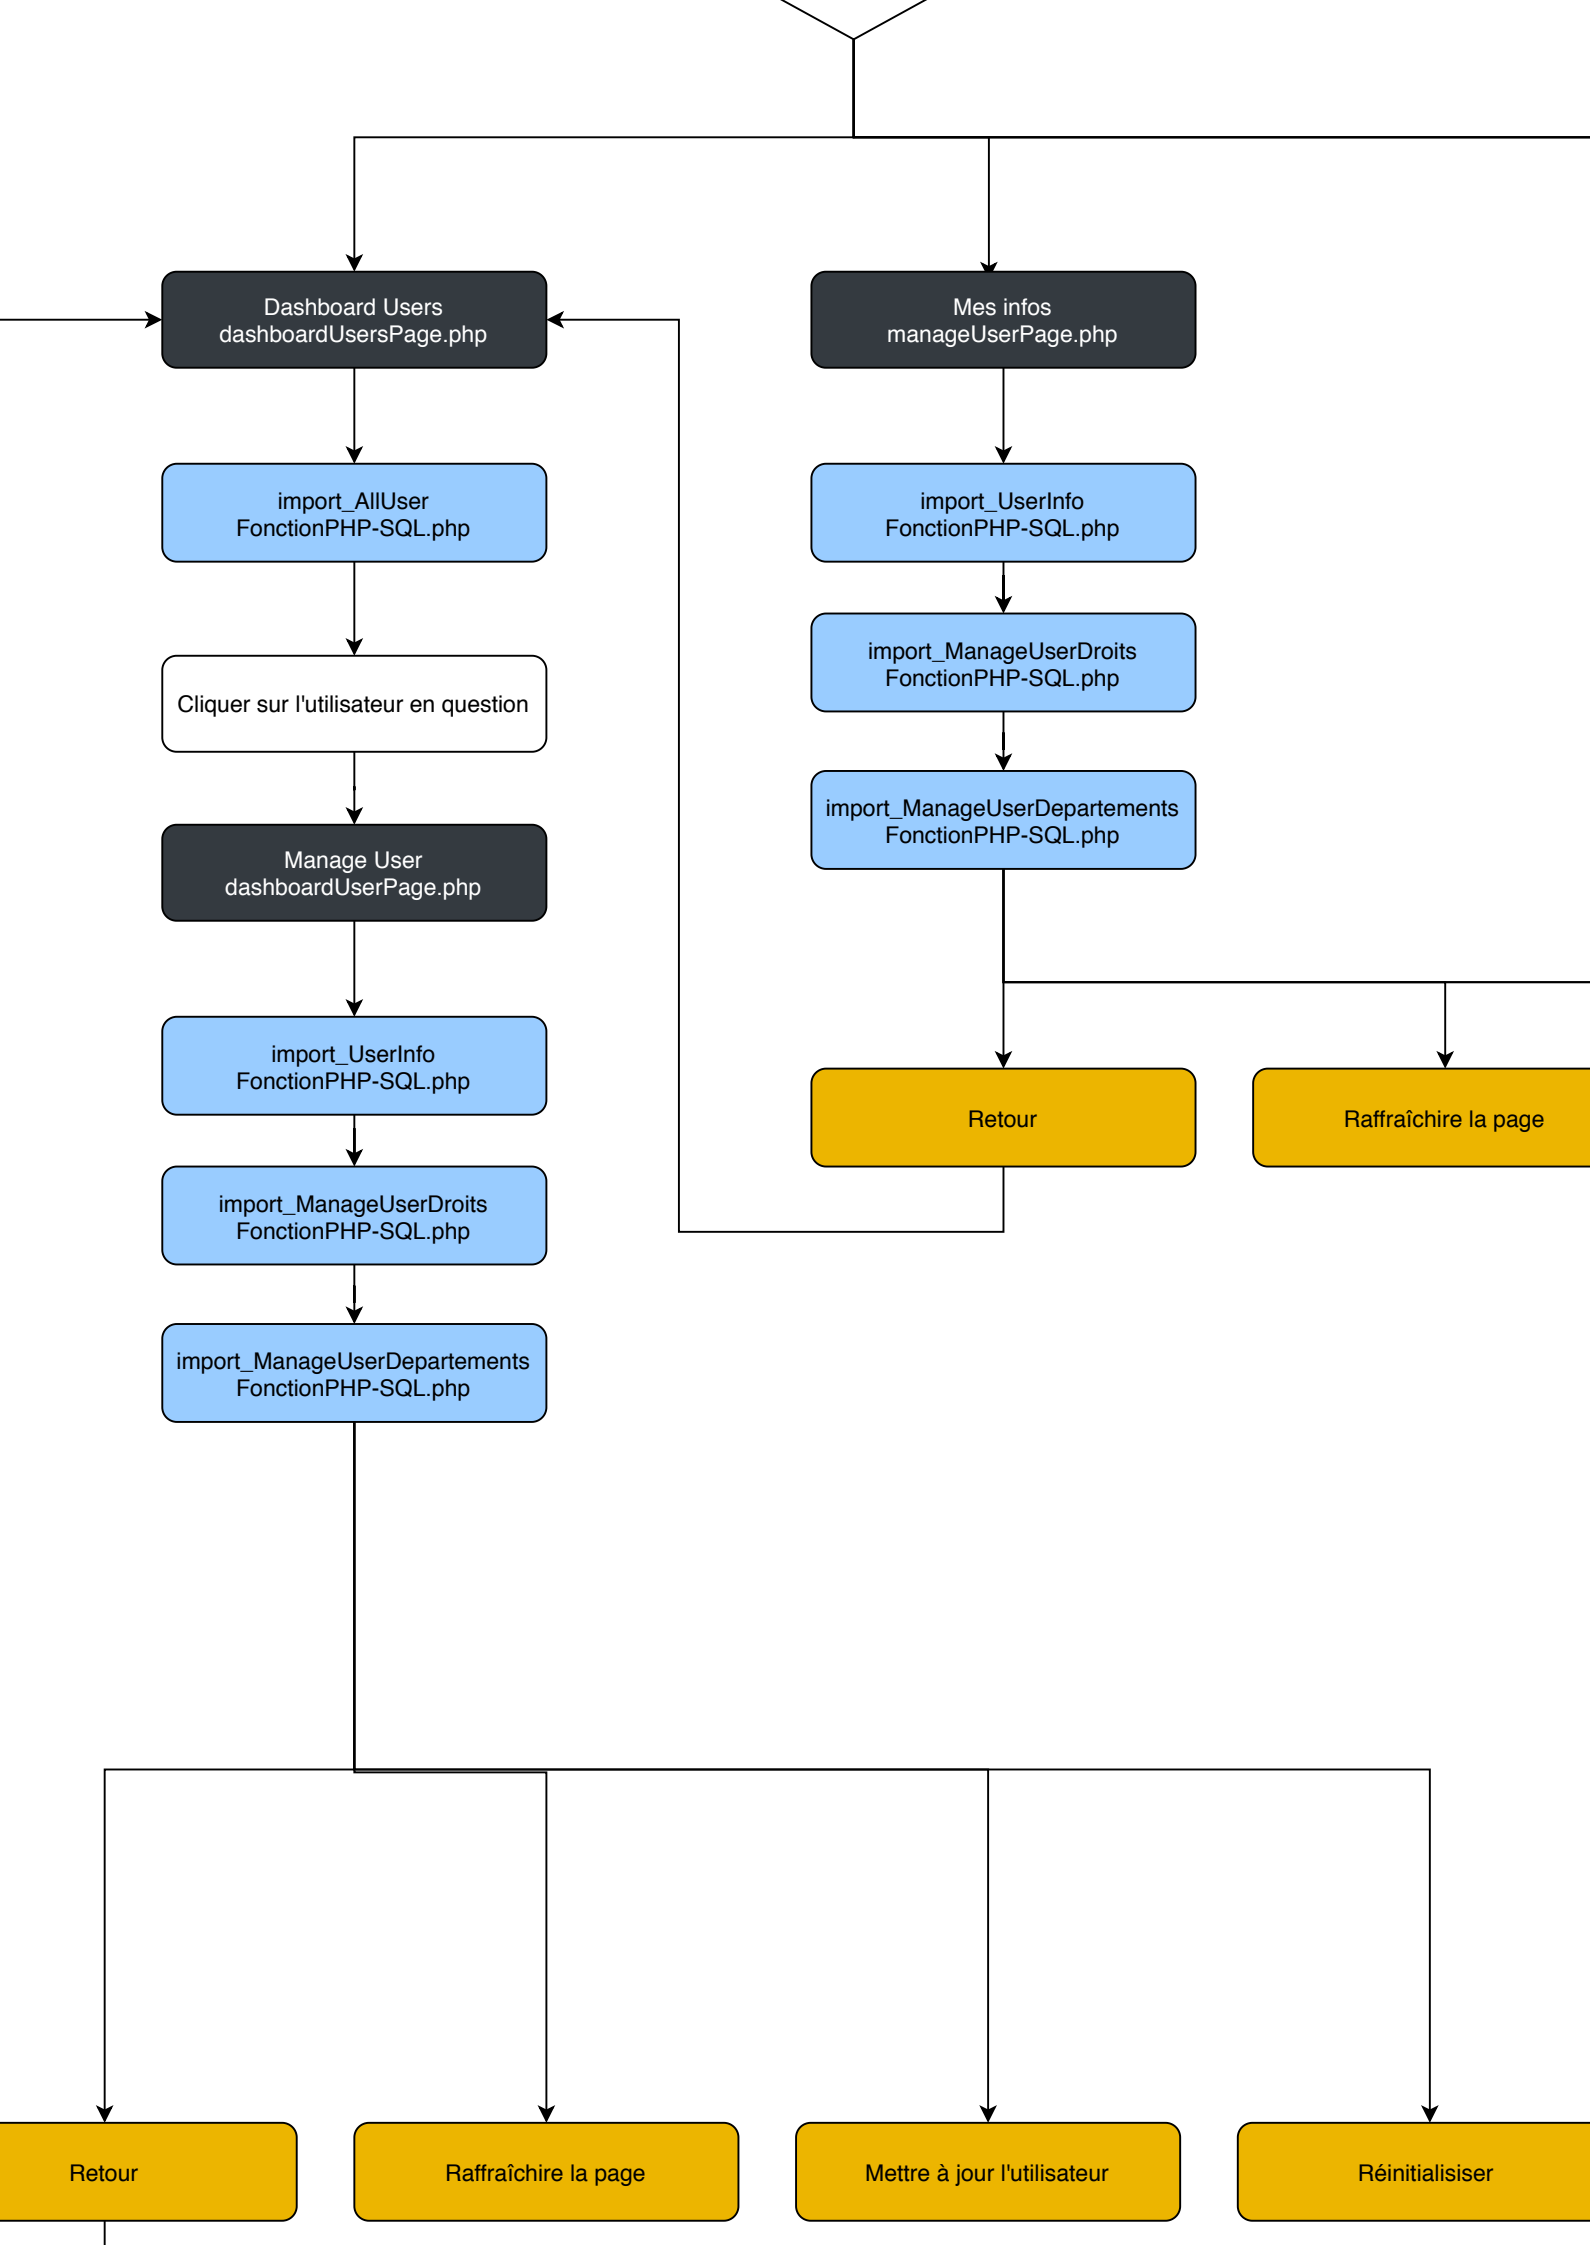 Dashboard Users
dashboardUsersPage.php
Mes infos
manageUserPage.php
import_AllUser
FonctionPHP-SQL.php
import_UserInfo
FonctionPHP-SQL.php
import_ManageUserDroits
FonctionPHP-SQL.php
Cliquer sur l'utilisateur en question
import_ManageUserDepartements
FonctionPHP-SQL.php
Manage User
dashboardUserPage.php
import_UserInfo
FonctionPHP-SQL.php
Retour
Raffraîchire la page
import_ManageUserDroits
FonctionPHP-SQL.php
import_ManageUserDepartements
FonctionPHP-SQL.php
Retour
Raffraîchire la page
Mettre à jour l'utilisateur
Réinitialisiser